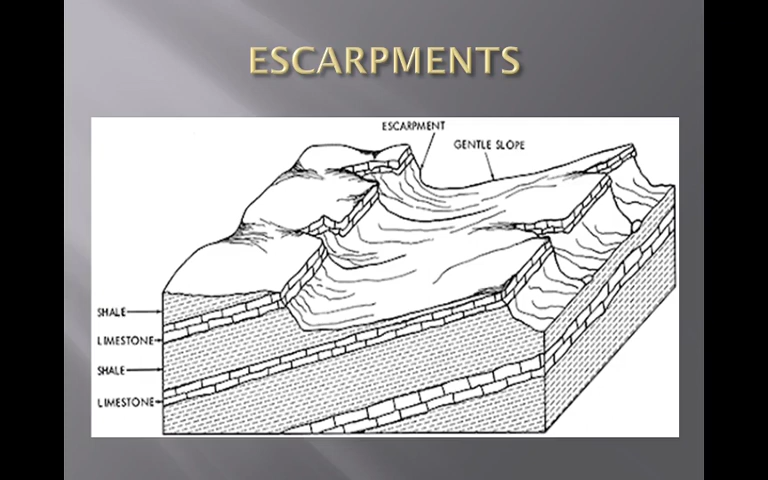 ESCARPMENTS
ESCARPMENT
GENTLE SLOPE
SHALE
LIMESTONE
SHALE
LIMESTONE